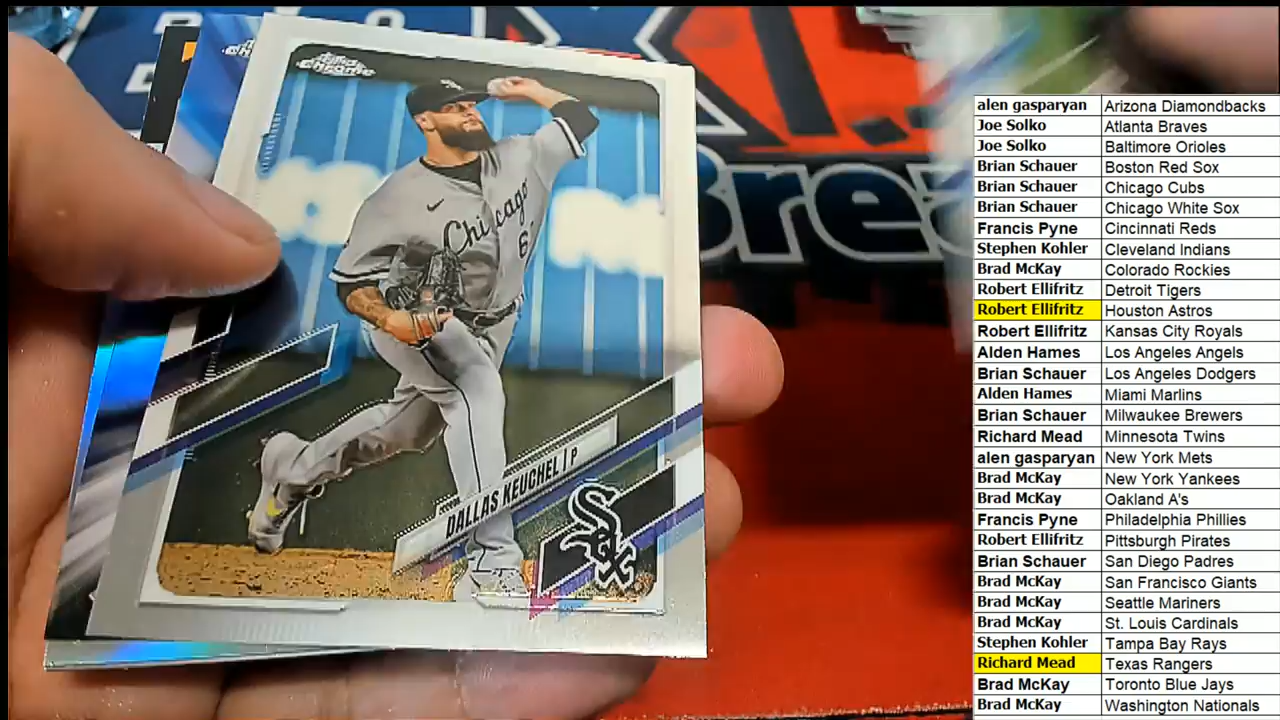 Topps
CHROME
Chicago
6
DALLAS KEUCHEL | P
SOX
Brea
alen gasparyan Arizona Diamondbacks
Joe Solko Atlanta Braves
Joe Solko Baltimore Orioles
Brian Schauer Boston Red Sox
Brian Schauer Chicago Cubs
Brian Schauer Chicago White Sox
Francis Pyne Cincinnati Reds
Stephen Kohler Cleveland Indians
Brad McKay Colorado Rockies
Robert Ellifritz Detroit Tigers
Robert Ellifritz Houston Astros
Robert Ellifritz Kansas City Royals
Alden Hames Los Angeles Angels
Brian Schauer Los Angeles Dodgers
Alden Hames Miami Marlins
Brian Schauer Milwaukee Brewers
Richard Mead Minnesota Twins
alen gasparyan New York Mets
Brad McKay New York Yankees
Brad McKay Oakland A's
Francis Pyne Philadelphia Phillies
Robert Ellifritz Pittsburgh Pirates
Brian Schauer San Diego Padres
Brad McKay San Francisco Giants
Brad McKay Seattle Mariners
Brad McKay St. Louis Cardinals
Stephen Kohler Tampa Bay Rays
Richard Mead Texas Rangers
Brad McKay Toronto Blue Jays
Brad McKay Washington Nationals